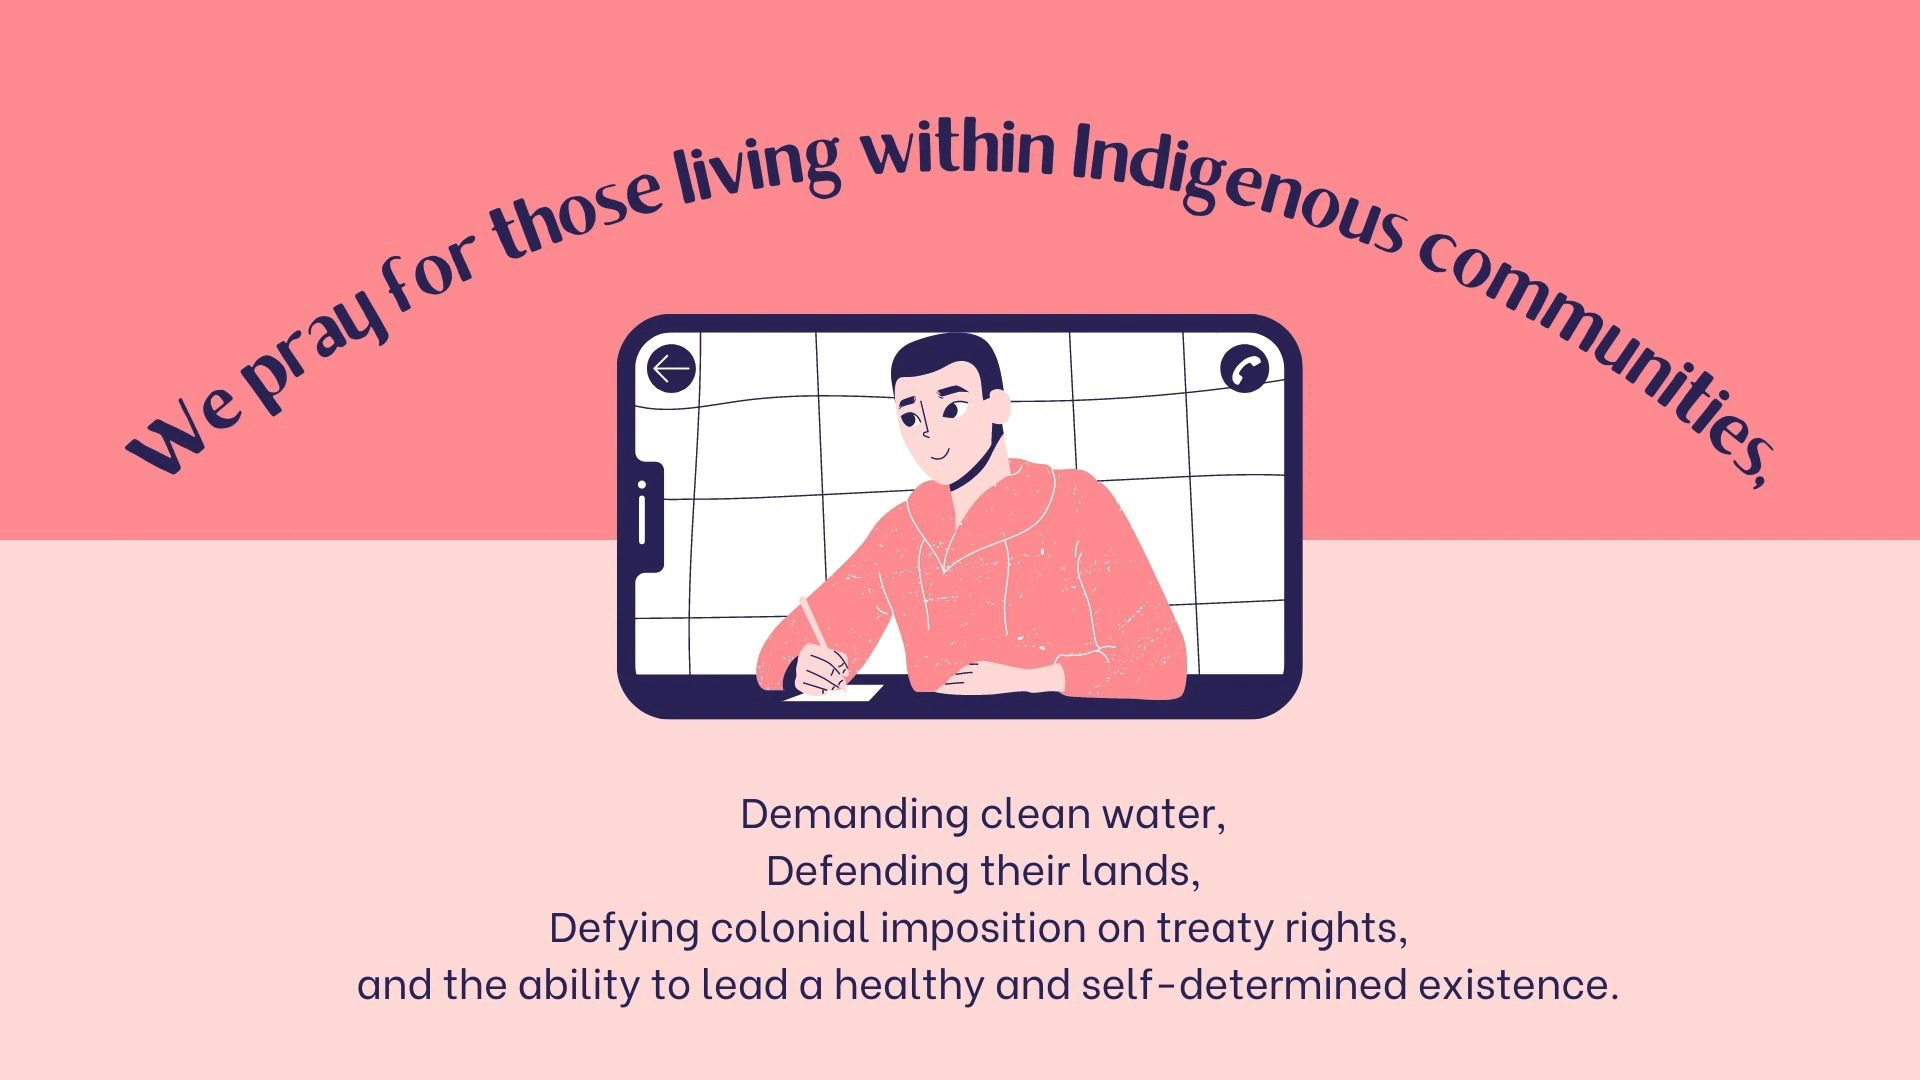 We pray for those living within Indigenous communities,
Demanding clean water,
Defending their lands,
Defying colonial imposition on treaty rights,
and the ability to lead a healthy and self-determined existence.